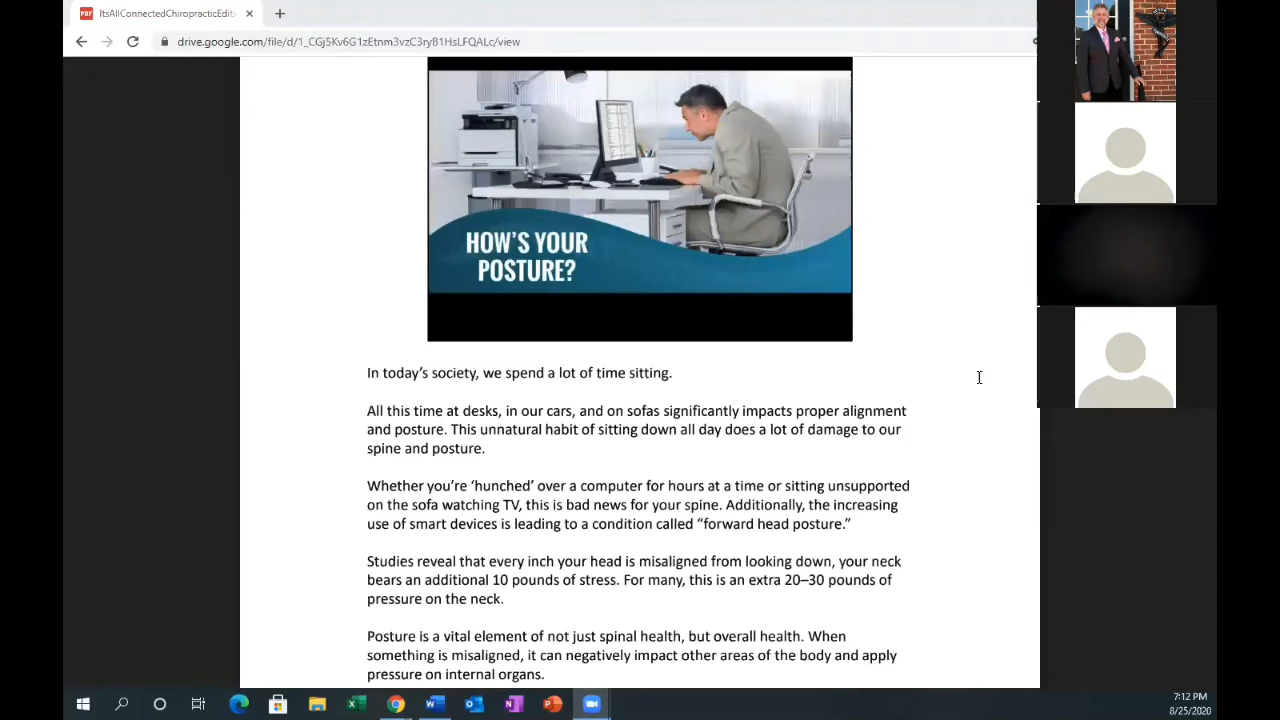 ItsAllConnectedChiropracticEditi
drive.google.com/file/d/1_CGj5Kv6G1zEtnm3vzC3ryB1HsLFQALc/view
HOW'S YOUR
POSTURE?
In today's society, we spend a lot of time sitting.
All this time at desks, in our cars, and on sofas significantly impacts proper alignment
and posture. This unnatural habit of sitting down all day does a lot of damage to our
spine and posture.
Whether you're 'hunched' over a computer for hours at a time or sitting unsupported
on the sofa watching TV, this is bad news for your spine. Additionally, the increasing
use of smart devices is leading to a condition called “forward head posture.”
Studies reveal that every inch your head is misaligned from looking down, your neck
bears an additional 10 pounds of stress. For many, this is an extra 20–30 pounds of
pressure on the neck.
Posture is a vital element of not just spinal health, but overall health. When
something is misaligned, it can negatively impact other areas of the body and apply
pressure on internal organs.
7:12 PM
8/25/2020